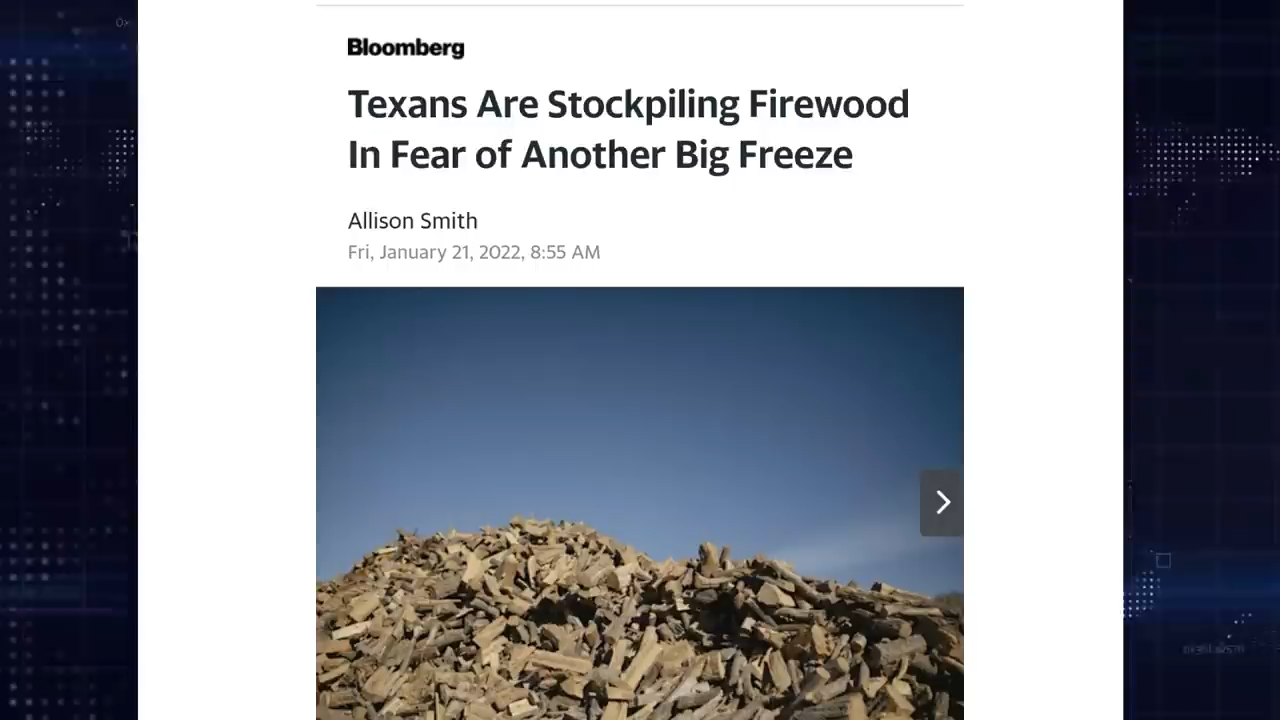 Bloomberg
Texans Are Stockpiling Firewood
In Fear of Another Big Freeze
Allison Smith
Fri, January 21, 2022, 8:55 AM